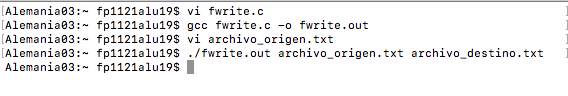 [Alemania03:~ fp1121alu19$ vi fwrite.c ]
[Alemania03:~ fp1121alu19$ gcc fwrite.c -o fwrite.out ]
[Alemania03:~ fp1121alu19$ vi archivo_origen.txt ]
[Alemania03:~ fp1121alu19$ ./fwrite.out archivo_origen.txt archivo_destino.txt ]
Alemania03:~ fp1121alu19$